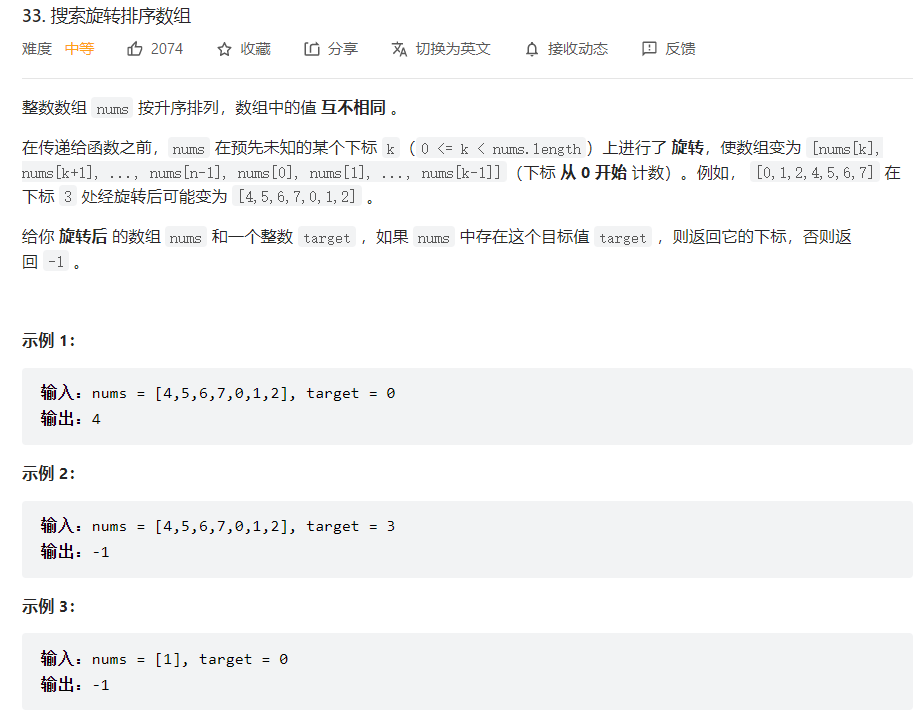 33. 搜索旋转排序数组
难度 中等 2074 收藏 分享 切换为英文 接收动态 反馈
整数数组 nums 按升序排列，数组中的值 互不相同 。
在传递给函数之前，nums 在预先未知的某个下标 k（0 <= k < nums.length）上进行了 旋转，使数组变为 [nums[k],
nums[k+1], ..., nums[n-1], nums[0], nums[1], ..., nums[k-1]]（下标 从 0 开始 计数）。例如， [0,1,2,4,5,6,7] 在
下标 3 处经旋转后可能变为 [4,5,6,7,0,1,2] 。
给你 旋转后 的数组 nums 和一个整数 target ，如果 nums 中存在这个目标值 target ，则返回它的下标，否则返
回 -1 。
示例 1：
输入：nums = [4,5,6,7,0,1,2], target = 0
输出：4
示例 2：
输入：nums = [4,5,6,7,0,1,2], target = 3
输出：-1
示例 3：
输入：nums = [1], target = 0
输出：-1